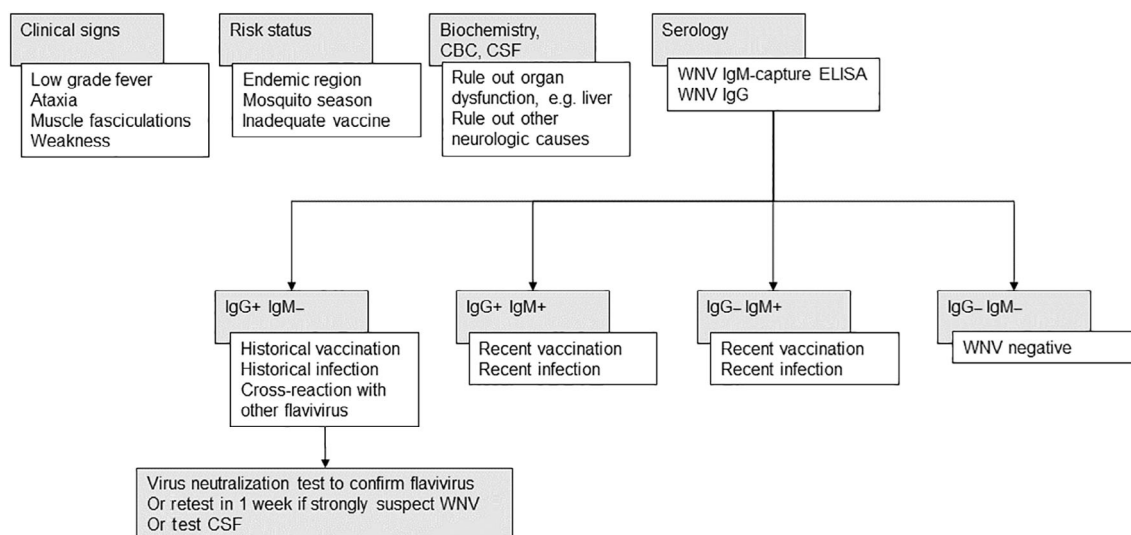 Clinical signs
Low grade fever
Ataxia
Muscle fasciculations
Weakness
Risk status
Endemic region
Mosquito season
Inadequate vaccine
Biochemistry,
CBC, CSF
Rule out organ
dysfunction, e.g. liver
Rule out other
neurologic causes
Serology
WNV IgM-capture ELISA
WNV IgG
IgG+ IgM–
Historical vaccination
Historical infection
Cross-reaction with
other flavivirus
IgG+ IgM+
Recent vaccination
Recent infection
IgG– IgM+
Recent vaccination
Recent infection
IgG– IgM–
WNV negative
Virus neutralization test to confirm flavivirus
Or retest in 1 week if strongly suspect WNV
Or test CSF